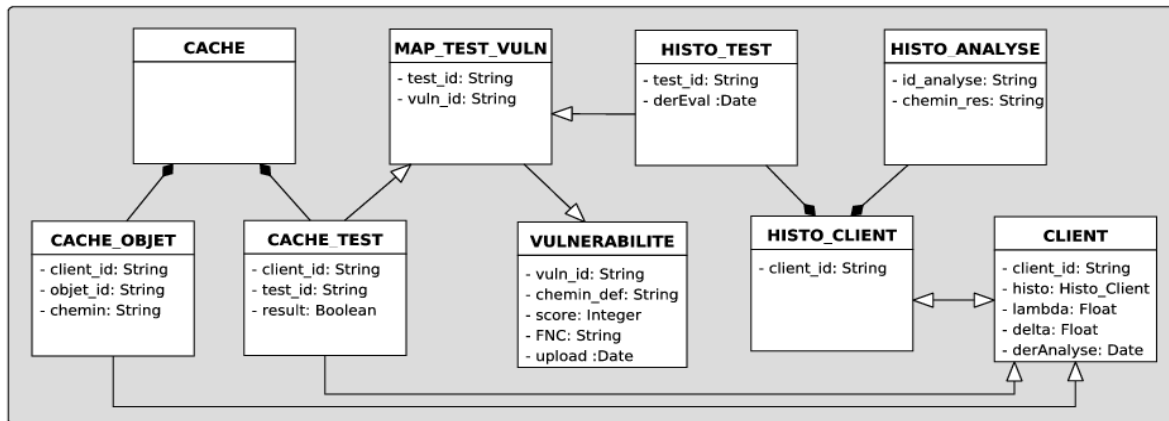 CACHE
MAP_TEST_VULN
- test_id: String
- vuln_id: String
HISTO_TEST
- test_id: String
- derEval :Date
HISTO_ANALYSE
- id_analyse: String
- chemin_res: String
CACHE_OBJET
- client_id: String
- objet_id: String
- chemin: String
CACHE_TEST
- client_id: String
- test_id: String
- result: Boolean
VULNERABILITE
- vuln_id: String
- chemin_def: String
- score: Integer
- FNC: String
- upload :Date
HISTO_CLIENT
- client_id: String
CLIENT
- client_id: String
- histo: Histo_Client
- lambda: Float
- delta: Float
- derAnalyse: Date